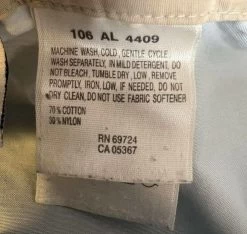 106 AL 4409
MACHINE WASH, COLD, GENTLE CYCLE,
WASH SEPARATELY, IN MILD DETERGENT, DO
NOT BLEACH, TUMBLE DRY, LOW, REMOVE
PROMPTLY, IRON, LOW, IF NEEDED, DO NOT
DRY CLEAN, DO NOT USE FABRIC SOFTENER
70% COTTON
30% NYLON
RN 69724
CA 05367